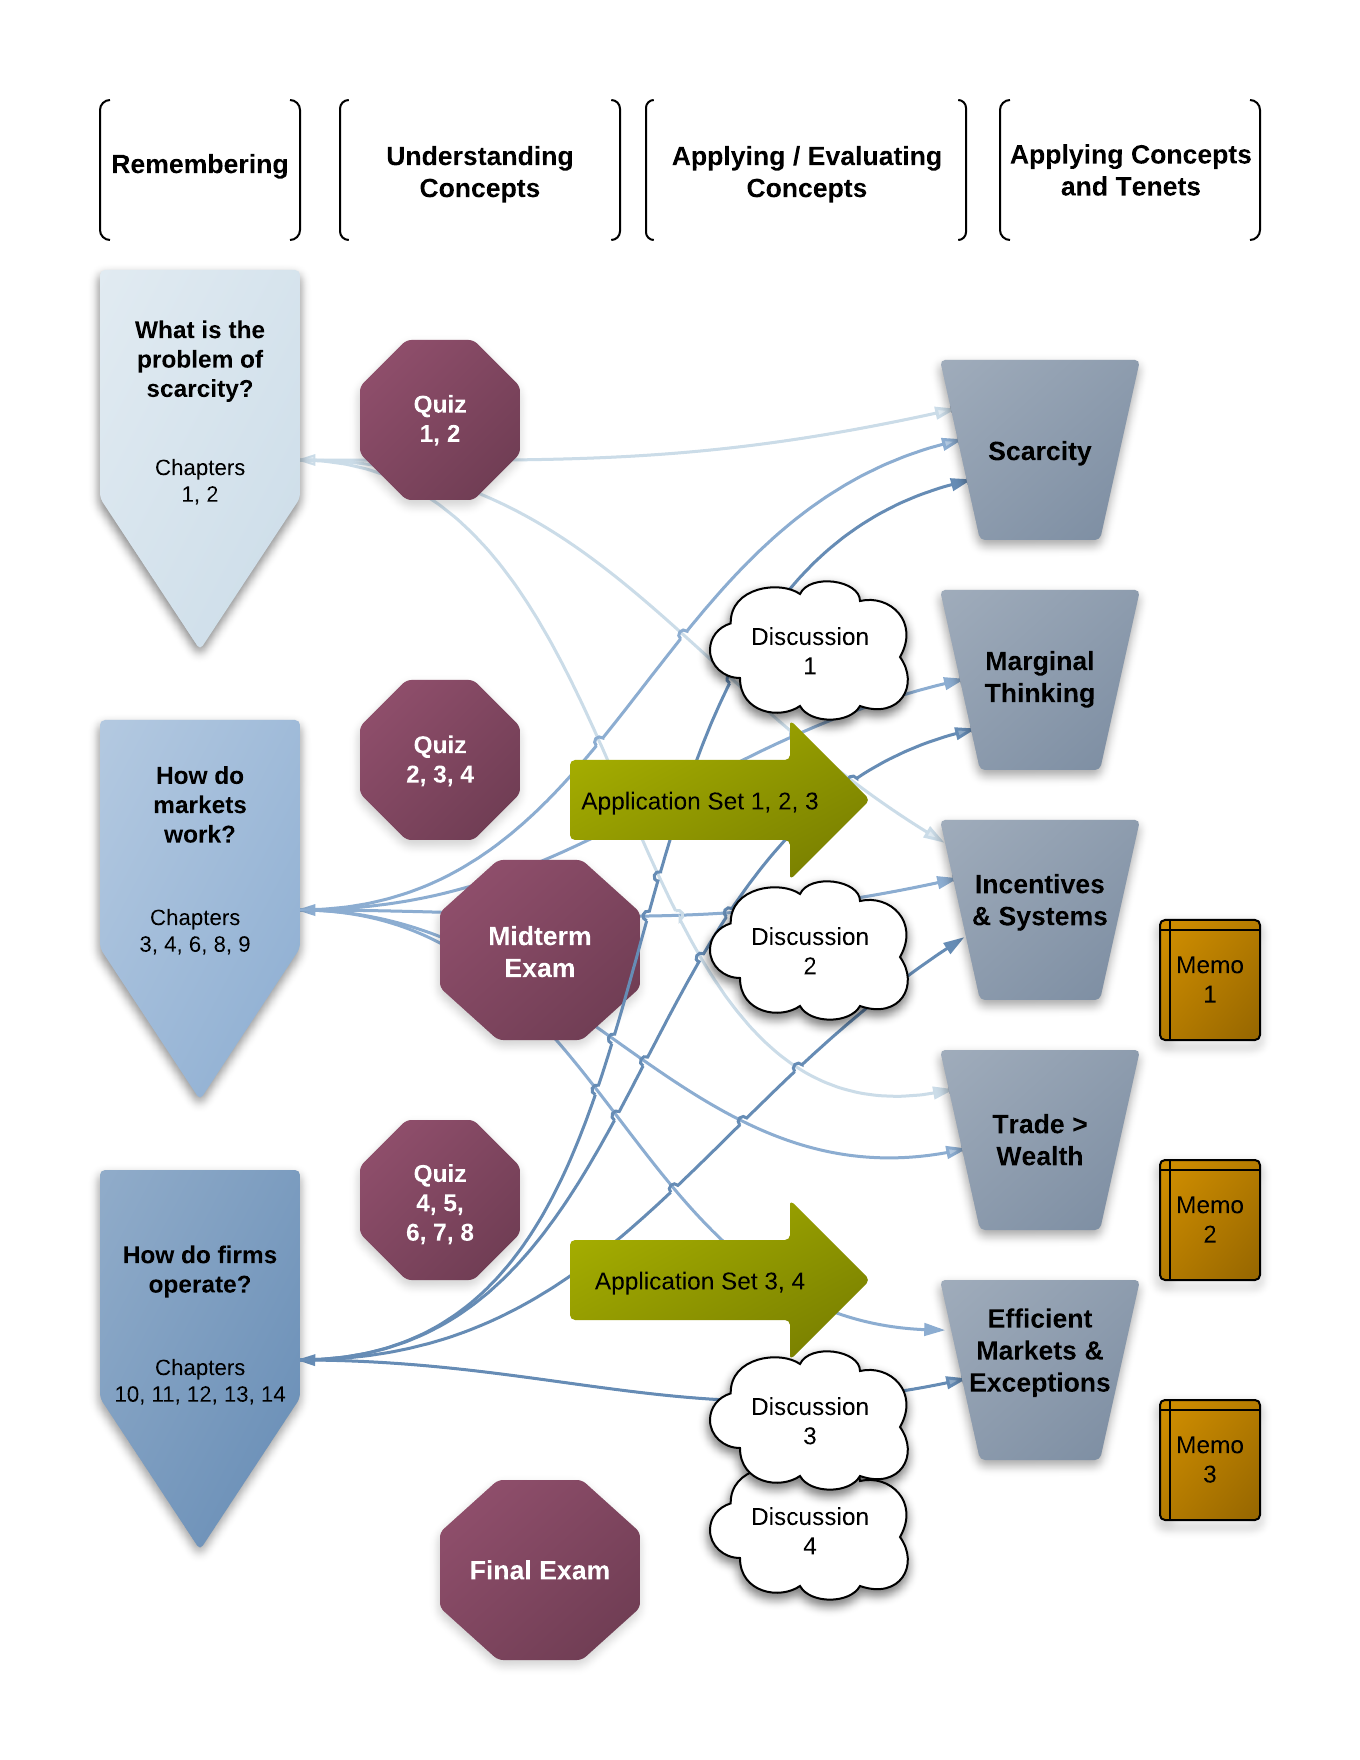 Remembering
Understanding
Concepts
Applying / Evaluating
Concepts
Applying Concepts
and Tenets
What is the
problem of
scarcity?
Chapters
1, 2
Quiz
1, 2
Scarcity
Discussion
1
Marginal
Thinking
How do
markets
work?
Chapters
3, 4, 6, 8, 9
Quiz
2, 3, 4
Application Set 1, 2, 3
Midterm
Exam
Discussion
2
Incentives
& Systems
Memo
1
Trade >
Wealth
Memo
2
How do firms
operate?
Chapters
10, 11, 12, 13, 14
Quiz
4, 5,
6, 7, 8
Application Set 3, 4
Efficient
Markets &
Exceptions
Discussion
3
Memo
3
Discussion
4
Final Exam